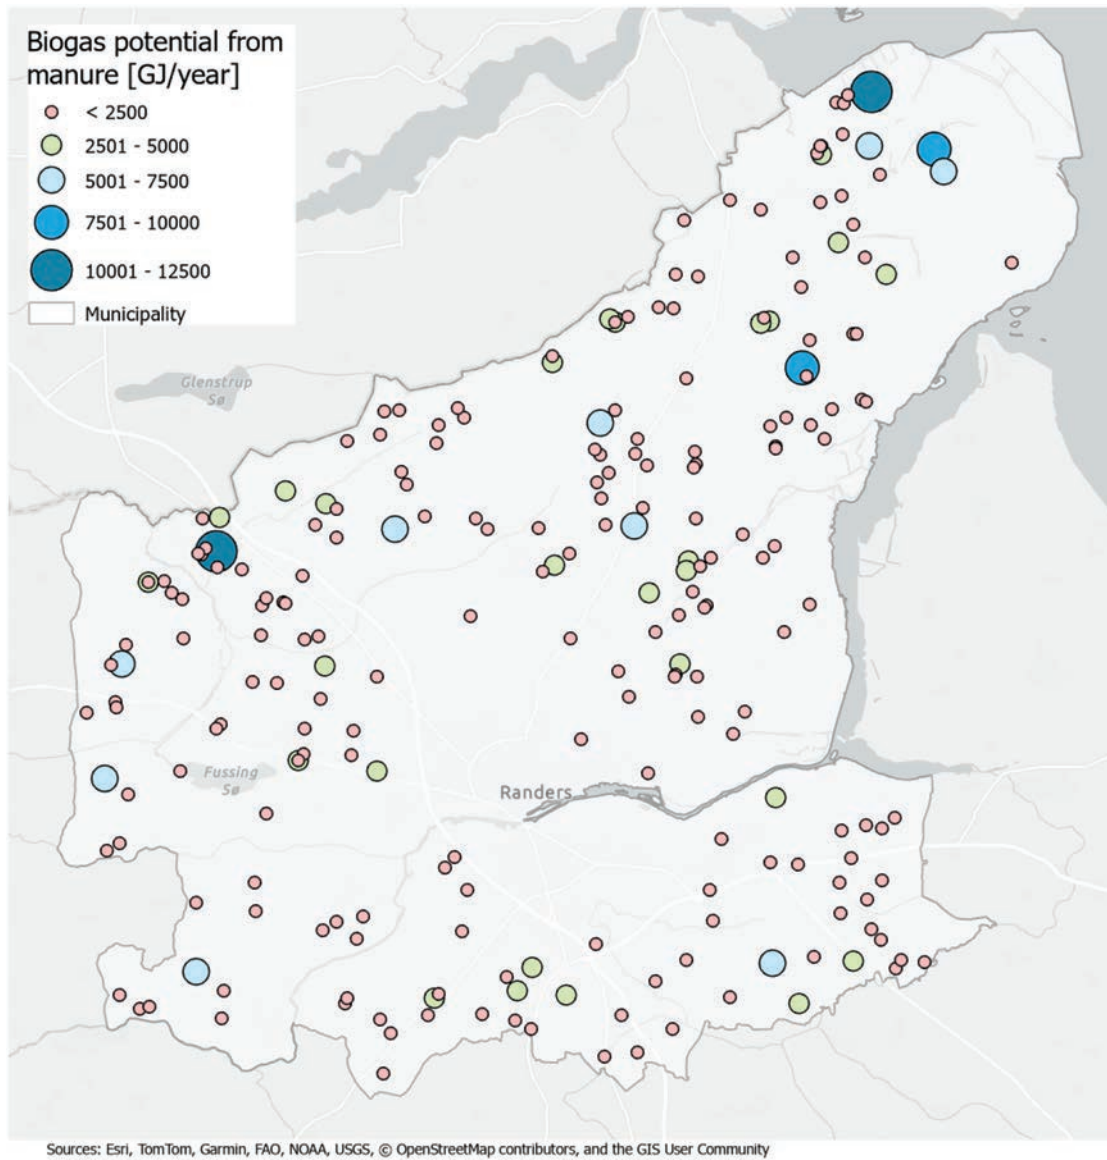 Biogas potential from
manure [GJ/year]
< 2500
2501 - 5000
5001 - 7500
7501 - 10000
10001 - 12500
Municipality
Glenstrup
Sø
Fussing
Sø
Randers
Sources: Esri, TomTom, Garmin, FAO, NOAA, USGS, © OpenStreetMap contributors, and the GIS User Community